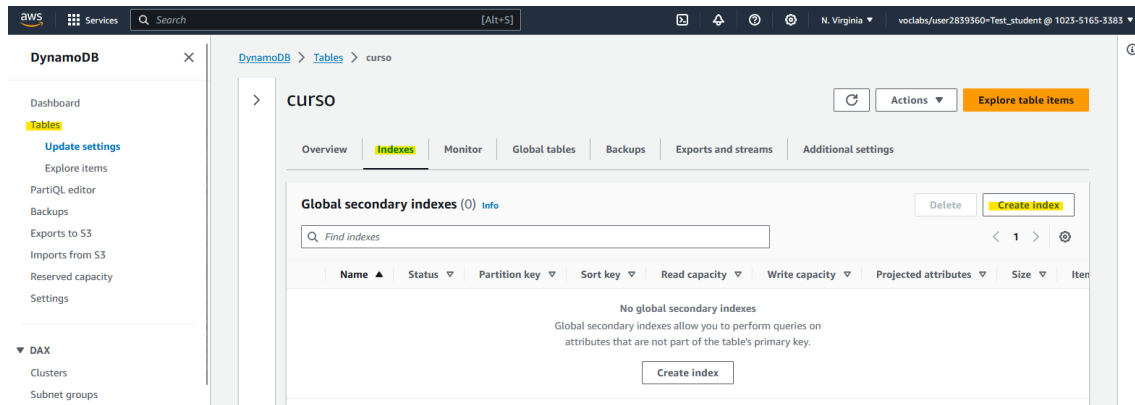 aws Services Search [Alt+S] N. Virginia ▼ voclabs/user2839360=Test_student @ 1023-5165-3383 ▼
DynamoDB
Dashboard
Tables
Update settings
Explore items
PartiQL editor
Backups
Exports to S3
Imports from S3
Reserved capacity
Settings
▼ DAX
Clusters
Subnet groups
DynamoDB > Tables > curso
curso
Actions ▼ Explore table items
Overview Indexes Monitor Global tables Backups Exports and streams Additional settings
Global secondary indexes (0) Info
Delete Create index
Find indexes
< 1 >
Name ▲ Status ▽ Partition key ▽ Sort key ▽ Read capacity ▽ Write capacity ▽ Projected attributes ▽ Size ▽ Iten
No global secondary indexes
Global secondary indexes allow you to perform queries on
attributes that are not part of the table's primary key.
Create index